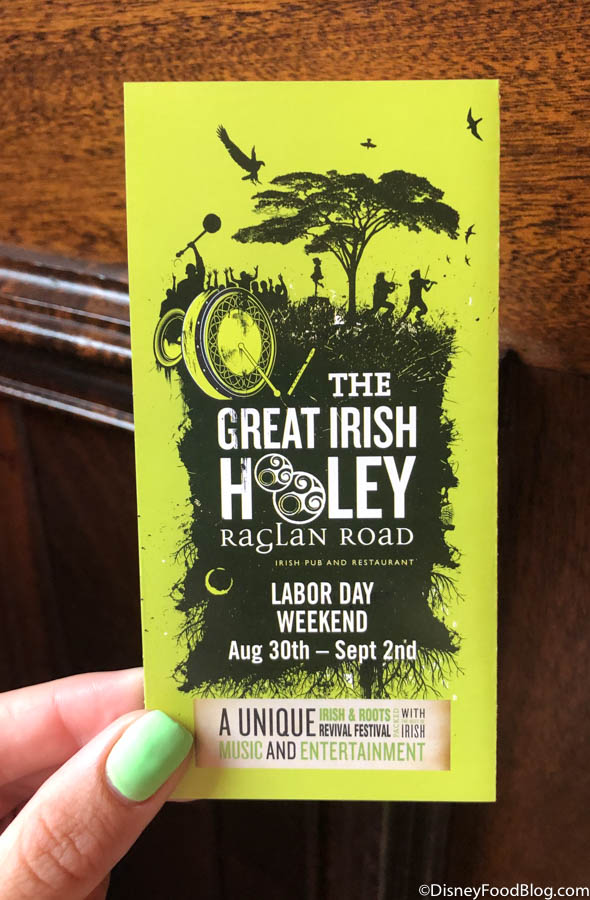 THE
GREAT IRISH
HOOLEY
RAGLAN ROAD
IRISH PUB AND RESTAURANT
LABOR DAY
WEEKEND
Aug 30th – Sept 2nd
A UNIQUE IRISH & ROOTS REVIVAL FESTIVAL PACKED WITH IRISH
MUSIC AND ENTERTAINMENT
©DisneyFoodBlog.com